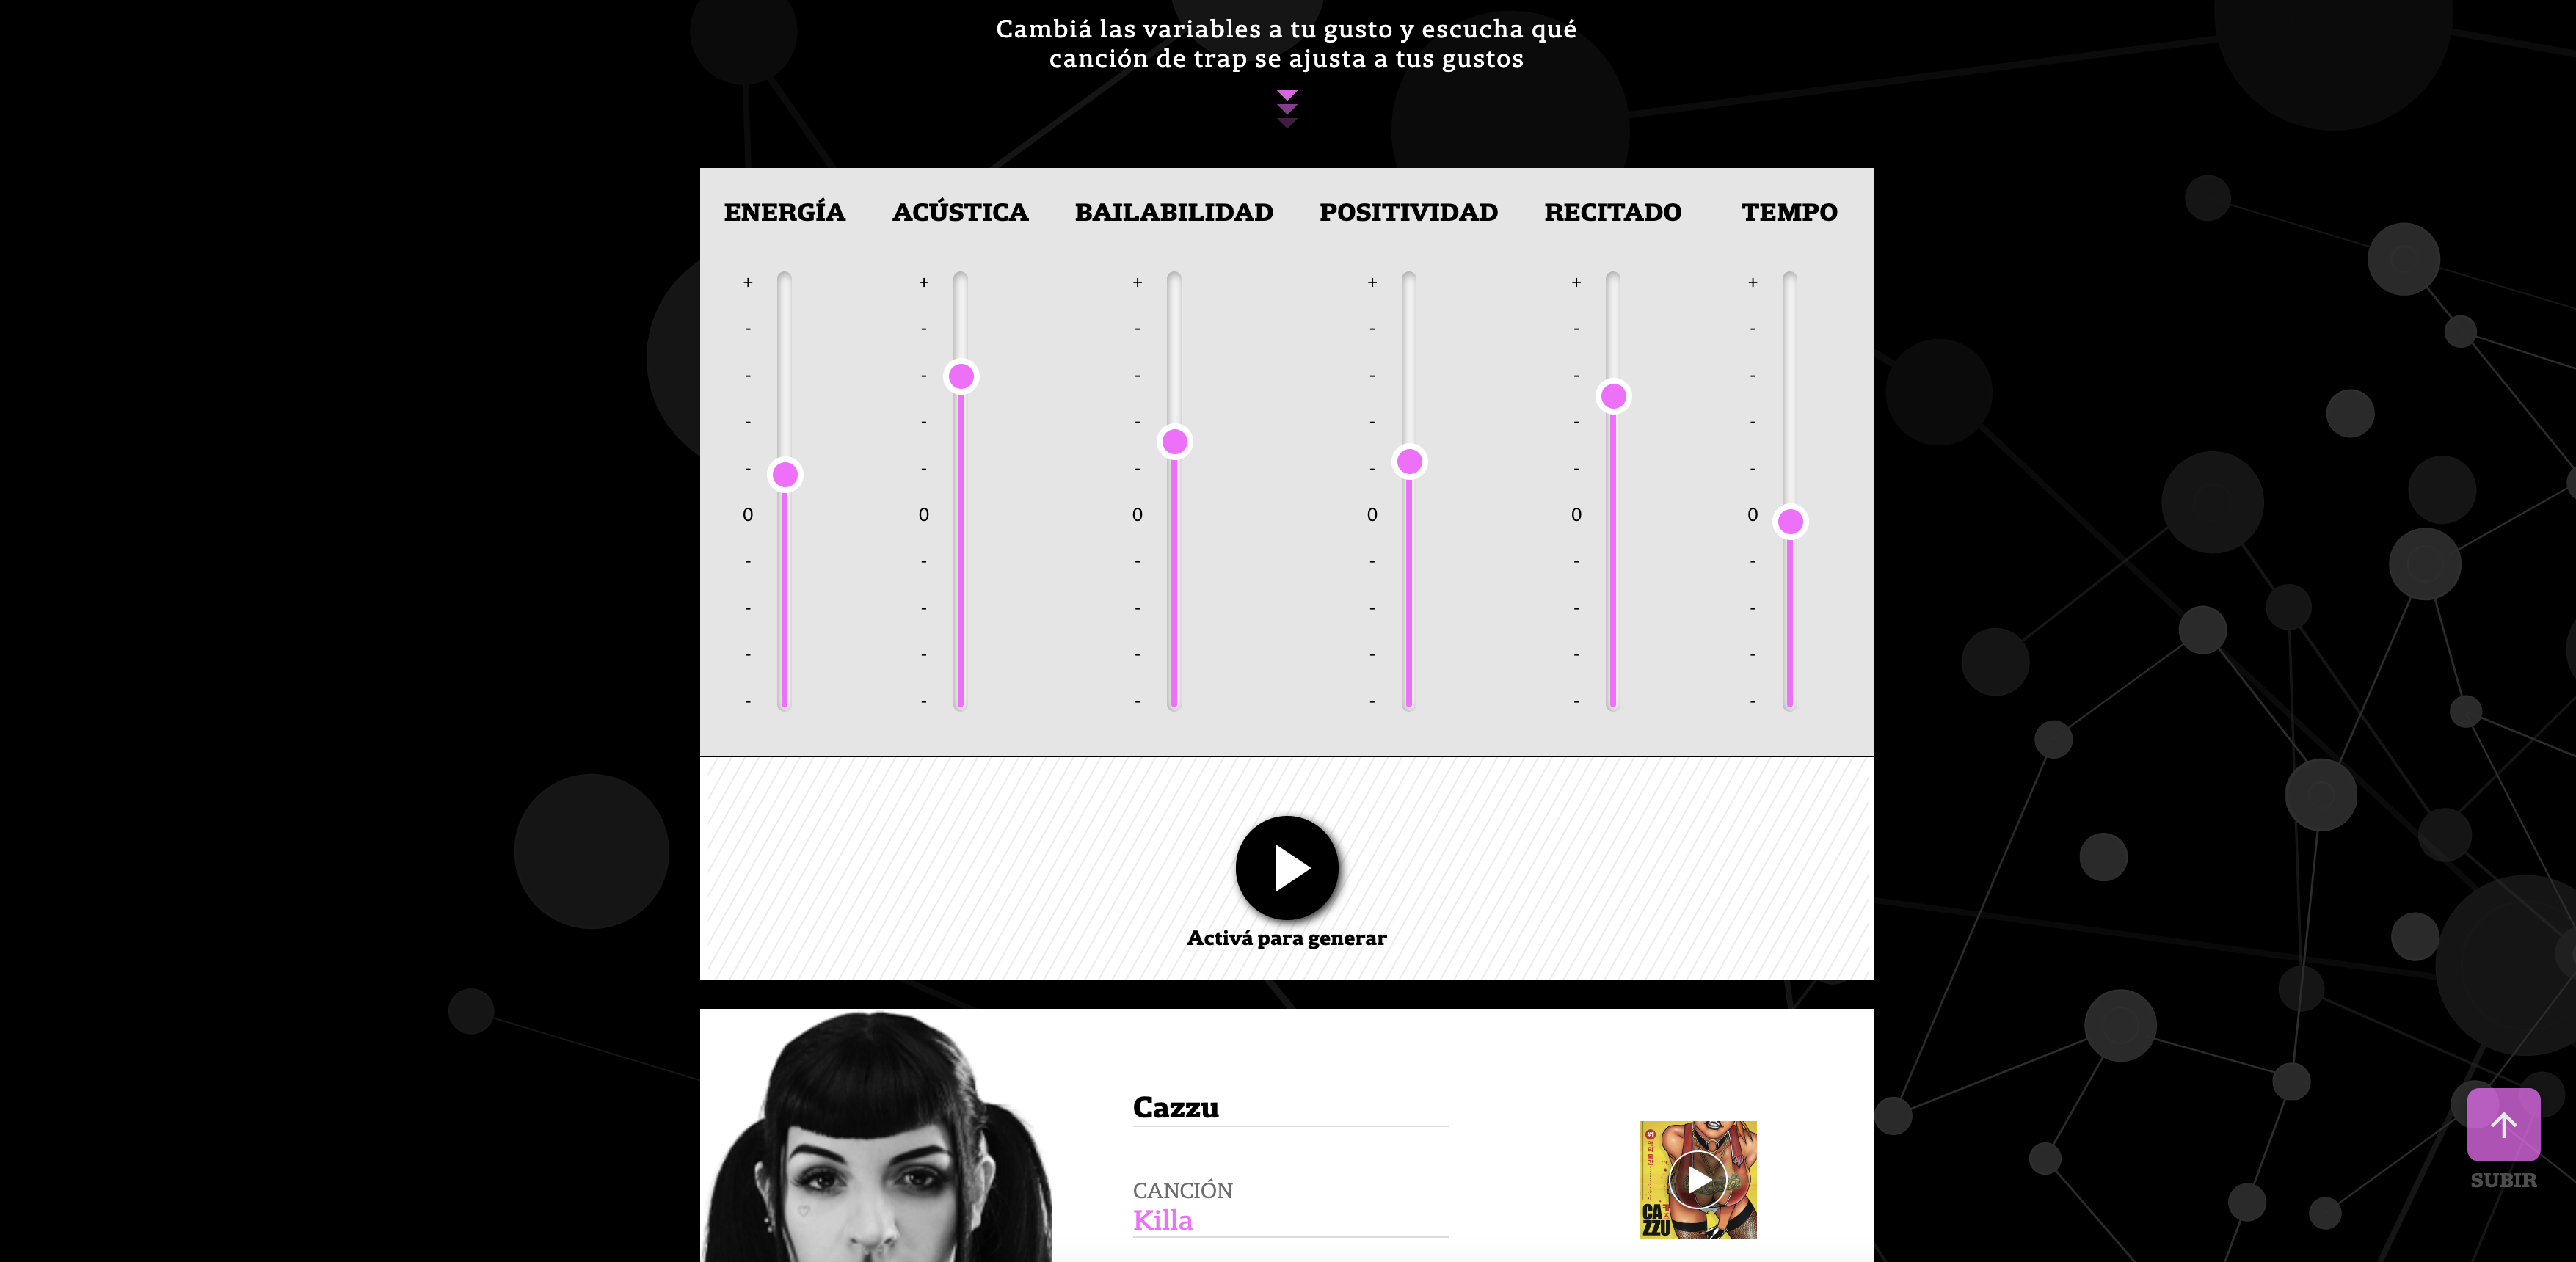 Cambiá las variables a tu gusto y escucha qué
canción de trap se ajusta a tus gustos
ENERGÍA ACÚSTICA BAILABILIDAD POSITIVIDAD RECITADO TEMPO
+ + + + + +
- - - - - -
- - - - - -
- - - - - -
- - - - - -
0 0 0 0 0 0
- - - - - -
- - - - - -
- - - - - -
- - - - - -
Activá para generar
Cazzu
CANCIÓN
Killa
CA
ZZU
SUBIR